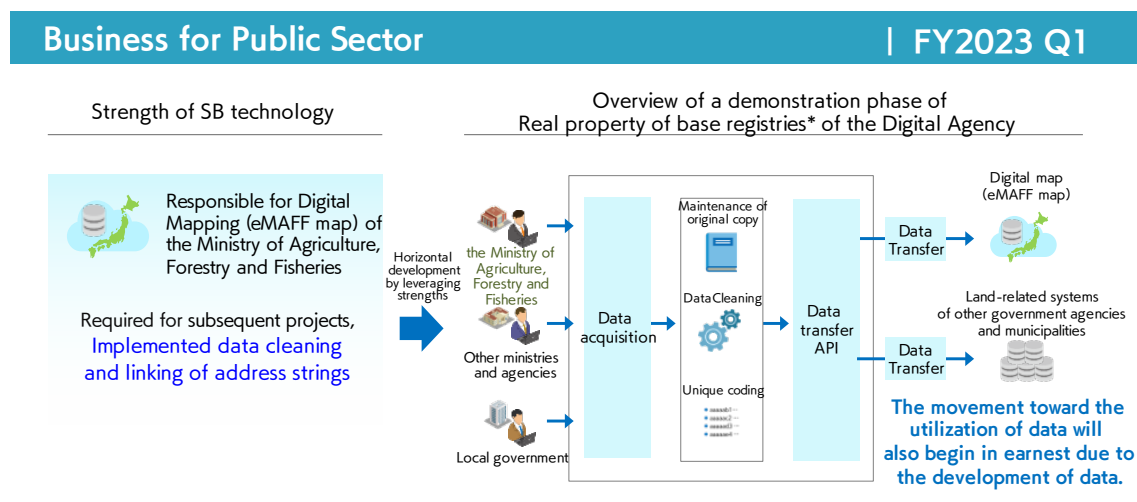 Business for Public Sector
| FY2023 Q1
Strength of SB technology
Overview of a demonstration phase of
Real property of base registries* of the Digital Agency
Responsible for Digital
Mapping (eMAFF map) of
the Ministry of Agriculture,
Forestry and Fisheries
Required for subsequent projects,
Implemented data cleaning
and linking of address strings
Horizontal
development
by leveraging
strengths
the Ministry of
Agriculture,
Forestry and
Fisheries
Other ministries
and agencies
Local government
Data
acquisition
Maintenance of
original copy
DataCleaning
Unique coding
Data
transfer
API
Data
Transfer
Data
Transfer
Digital map
(eMAFF map)
Land-related systems
of other government agencies
and municipalities
The movement toward the
utilization of data will
also begin in earnest due to
the development of data.